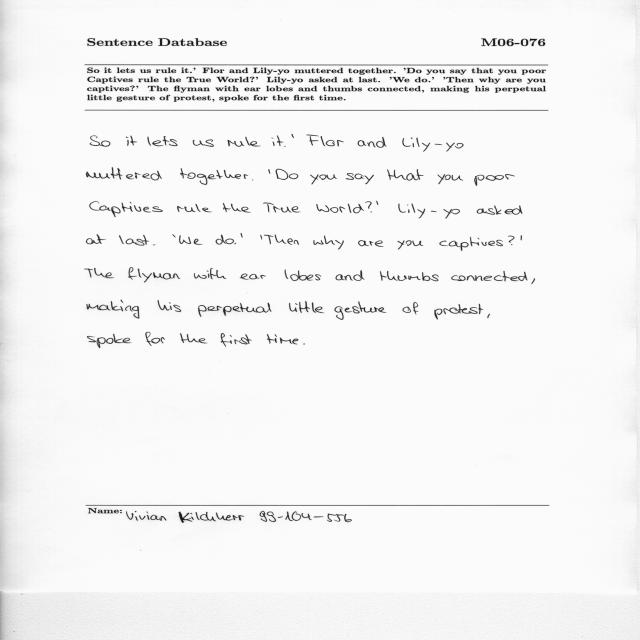 Sentence Database M06-076
So it lets us rule it.' Flor and Lily-yo muttered together. 'Do you say that you poor
Captives rule the True World?' Lily-yo asked at last. 'We do.' 'Then why are you
captives?' The flyman with ear lobes and thumbs connected, making his perpetual
little gesture of protest, spoke for the first time.
So it lets us rule it.' Flor and Lily-yo
muttered together. 'Do you say that you poor
Captives rule the True World?' Lily-yo asked
at last. 'We do.' 'Then why are you captives?'
The flyman with ear lobes and thumbs connected,
making his perpetual little gesture of protest,
spoke for the first time.
Name: Vivian Kilchherr 99-104-556